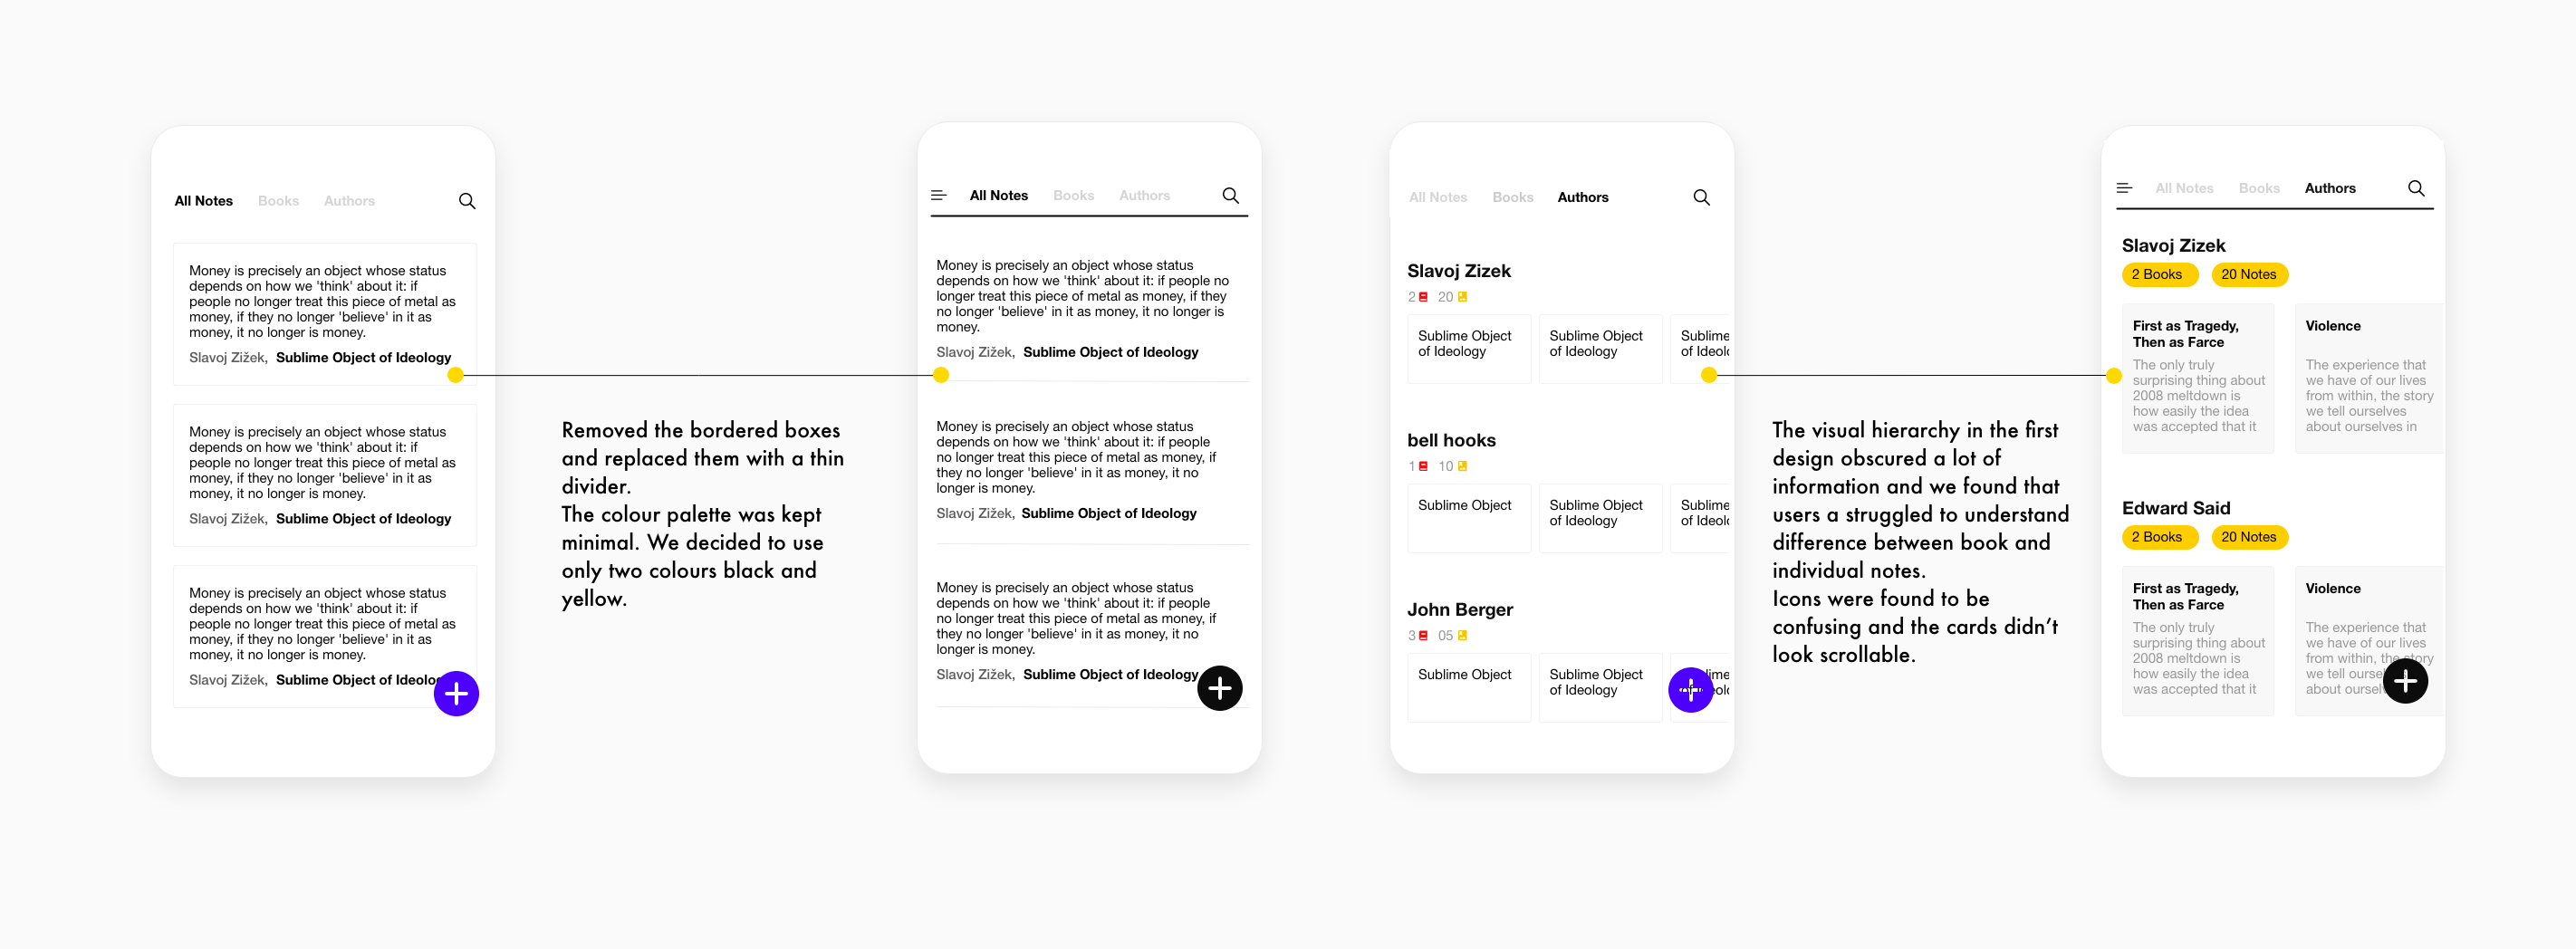 All Notes Books Authors
Money is precisely an object whose status
depends on how we 'think' about it: if
people no longer treat this piece of metal as
money, if they no longer 'believe' in it as
money, it no longer is money.
Slavoj Zižek, Sublime Object of Ideology
Money is precisely an object whose status
depends on how we 'think' about it: if
people no longer treat this piece of metal as
money, if they no longer 'believe' in it as
money, it no longer is money.
Slavoj Zižek, Sublime Object of Ideology
Money is precisely an object whose status
depends on how we 'think' about it: if
people no longer treat this piece of metal as
money, if they no longer 'believe' in it as
money, it no longer is money.
Slavoj Zižek, Sublime Object of Ideolo
Removed the bordered boxes
and replaced them with a thin
divider.
The colour palette was kept
minimal. We decided to use
only two colours black and
yellow.
All Notes Books Authors
Money is precisely an object whose status
depends on how we 'think' about it: if people no
longer treat this piece of metal as money, if they
no longer 'believe' in it as money, it no longer is
money.
Slavoj Zižek, Sublime Object of Ideology
Money is precisely an object whose status
depends on how we 'think' about it: if people
no longer treat this piece of metal as money, if
they no longer 'believe' in it as money, it no
longer is money.
Slavoj Zižek, Sublime Object of Ideology
Money is precisely an object whose status
depends on how we 'think' about it: if people
no longer treat this piece of metal as money, if
they no longer 'believe' in it as money, it no
longer is money.
Slavoj Zižek, Sublime Object of Ideology
All Notes Books Authors
Slavoj Zizek
2 20
Sublime Object
of Ideology
Sublime Object
of Ideology
Sublime
of Ideol
bell hooks
1 10
Sublime Object
Sublime Object
of Ideology
Sublime
of Ideol
John Berger
3 05
Sublime Object
Sublime Object
of Ideology
The visual hierarchy in the first
design obscured a lot of
information and we found that
users a struggled to understand
difference between book and
individual notes.
Icons were found to be
confusing and the cards didn't
look scrollable.
All Notes Books Authors
Slavoj Zizek
2 Books 20 Notes
First as Tragedy,
Then as Farce
The only truly
surprising thing about
2008 meltdown is
how easily the idea
was accepted that it
Violence
The experience that
we have of our lives
from within, the story
we tell ourselves
about ourselves in
Edward Said
2 Books 20 Notes
First as Tragedy,
Then as Farce
The only truly
surprising thing about
2008 meltdown is
how easily the idea
was accepted that it
Violence
The experience that
we have of our lives
from within, the story
we tell ourse
about oursel